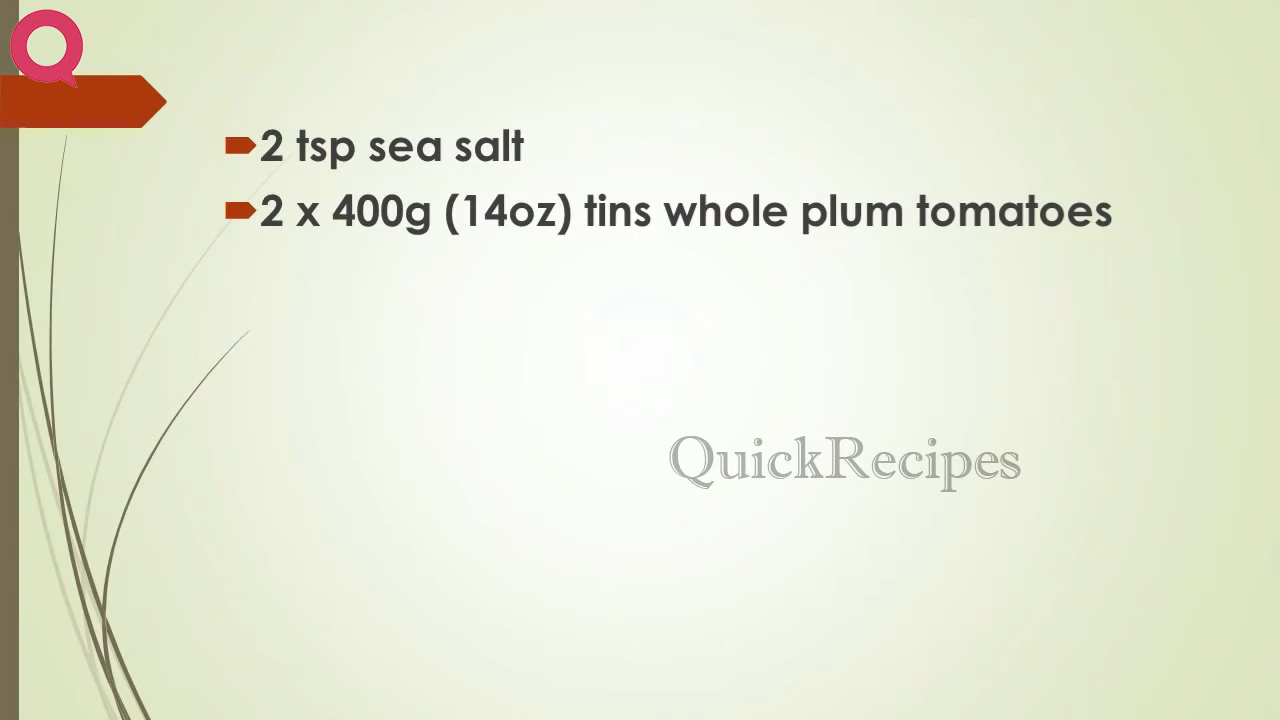 2 tsp sea salt
2 x 400g (14oz) tins whole plum tomatoes
QuickRecipes